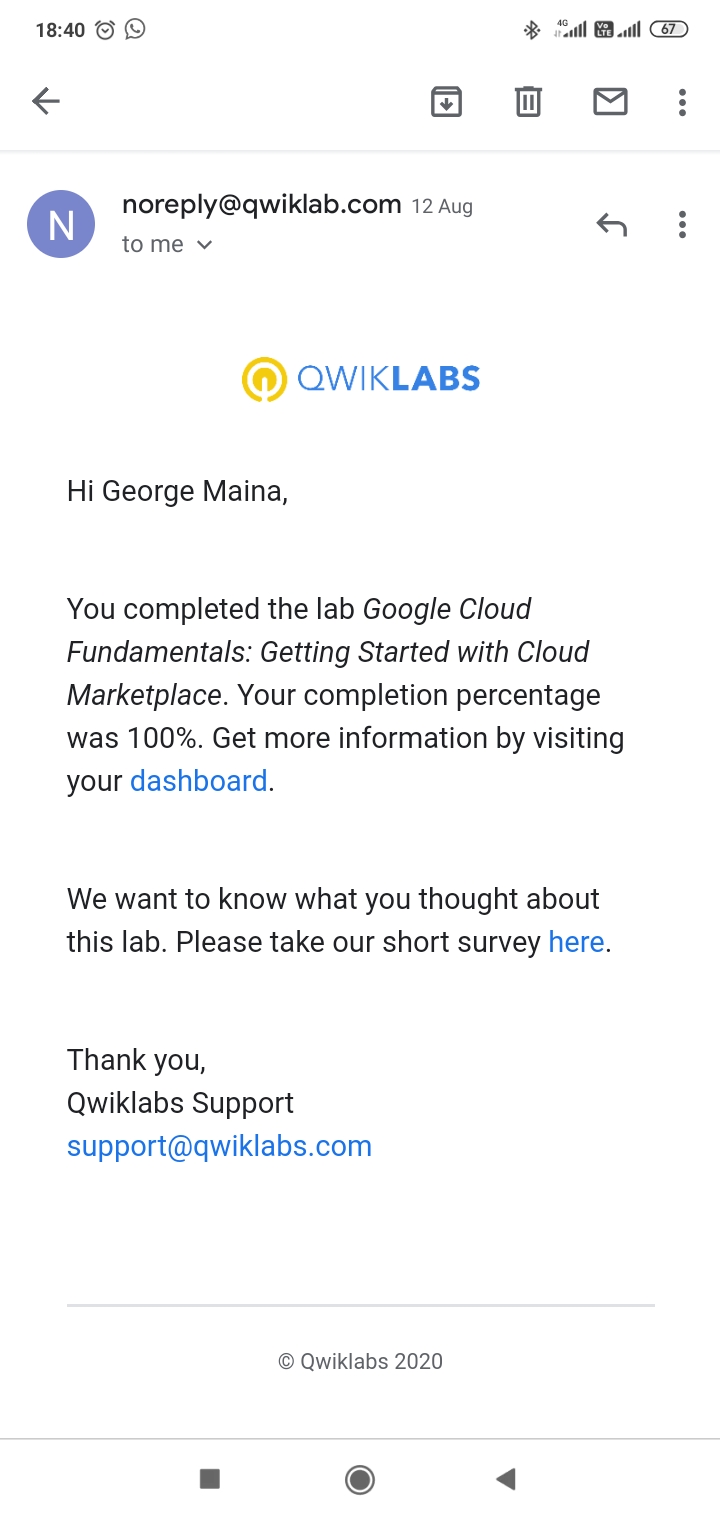 18:40
4G
Vo
LTE
67
N
noreply@qwiklab.com 12 Aug
to me
QWIKLABS
Hi George Maina,
You completed the lab Google Cloud
Fundamentals: Getting Started with Cloud
Marketplace. Your completion percentage
was 100%. Get more information by visiting
your dashboard.
We want to know what you thought about
this lab. Please take our short survey here.
Thank you,
Qwiklabs Support
support@qwiklabs.com
© Qwiklabs 2020